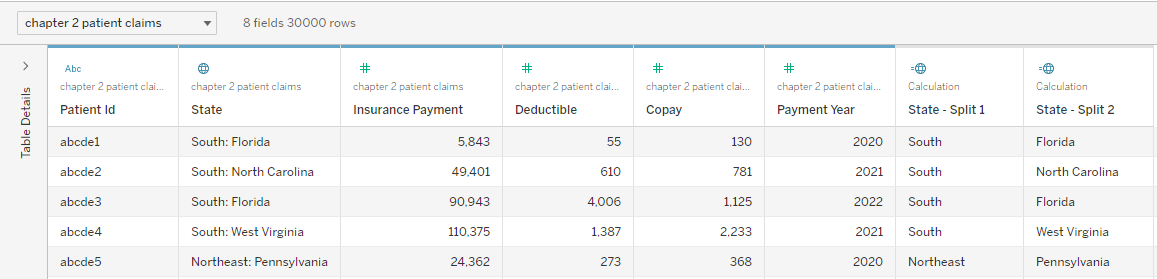 chapter 2 patient claims 8 fields 30000 rows
Table Details
Abc # # # # =
chapter 2 patient clai... chapter 2 patient claims chapter 2 patient claims chapter 2 patient clai... chapter 2 patient clai... chapter 2 patient clai... Calculation Calculation
Patient Id State Insurance Payment Deductible Copay Payment Year State - Split 1 State - Split 2
abcde1 South: Florida 5,843 55 130 2020 South Florida
abcde2 South: North Carolina 49,401 610 781 2021 South North Carolina
abcde3 South: Florida 90,943 4,006 1,125 2022 South Florida
abcde4 South: West Virginia 110,375 1,387 2,233 2021 South West Virginia
abcde5 Northeast: Pennsylvania 24,362 273 368 2020 Northeast Pennsylvania